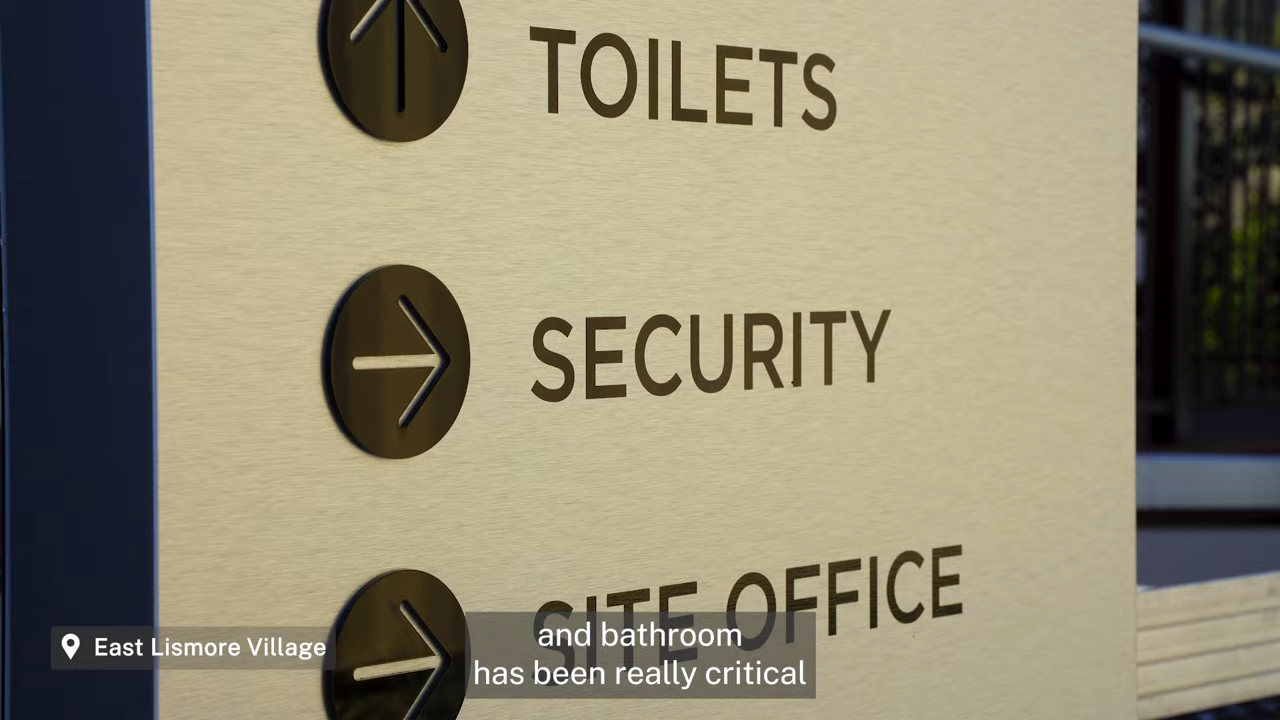 TOILETS
SECURITY
SITE OFFICE
East Lismore Village
and bathroom
has been really critical